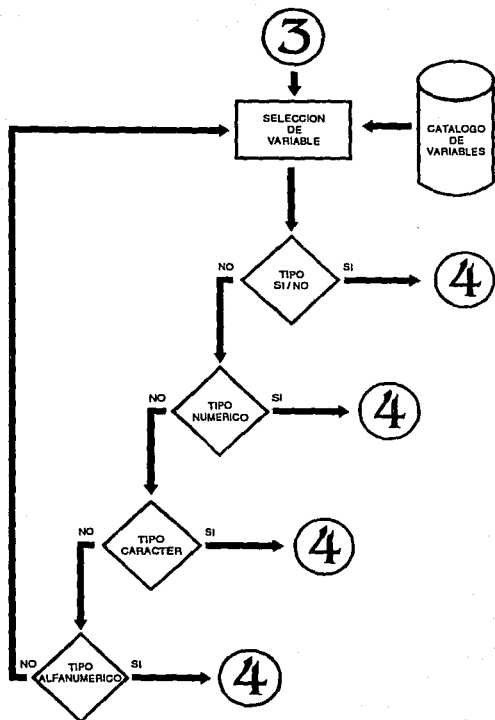 3
SELECCION
DE
VARIABLE
CATALOGO
DE
VARIABLES
NO
TIPO
SI / NO
SI
4
NO
TIPO
NUMERICO
SI
4
NO
TIPO
CARACTER
SI
4
NO
TIPO
ALFANUMERICO
SI
4